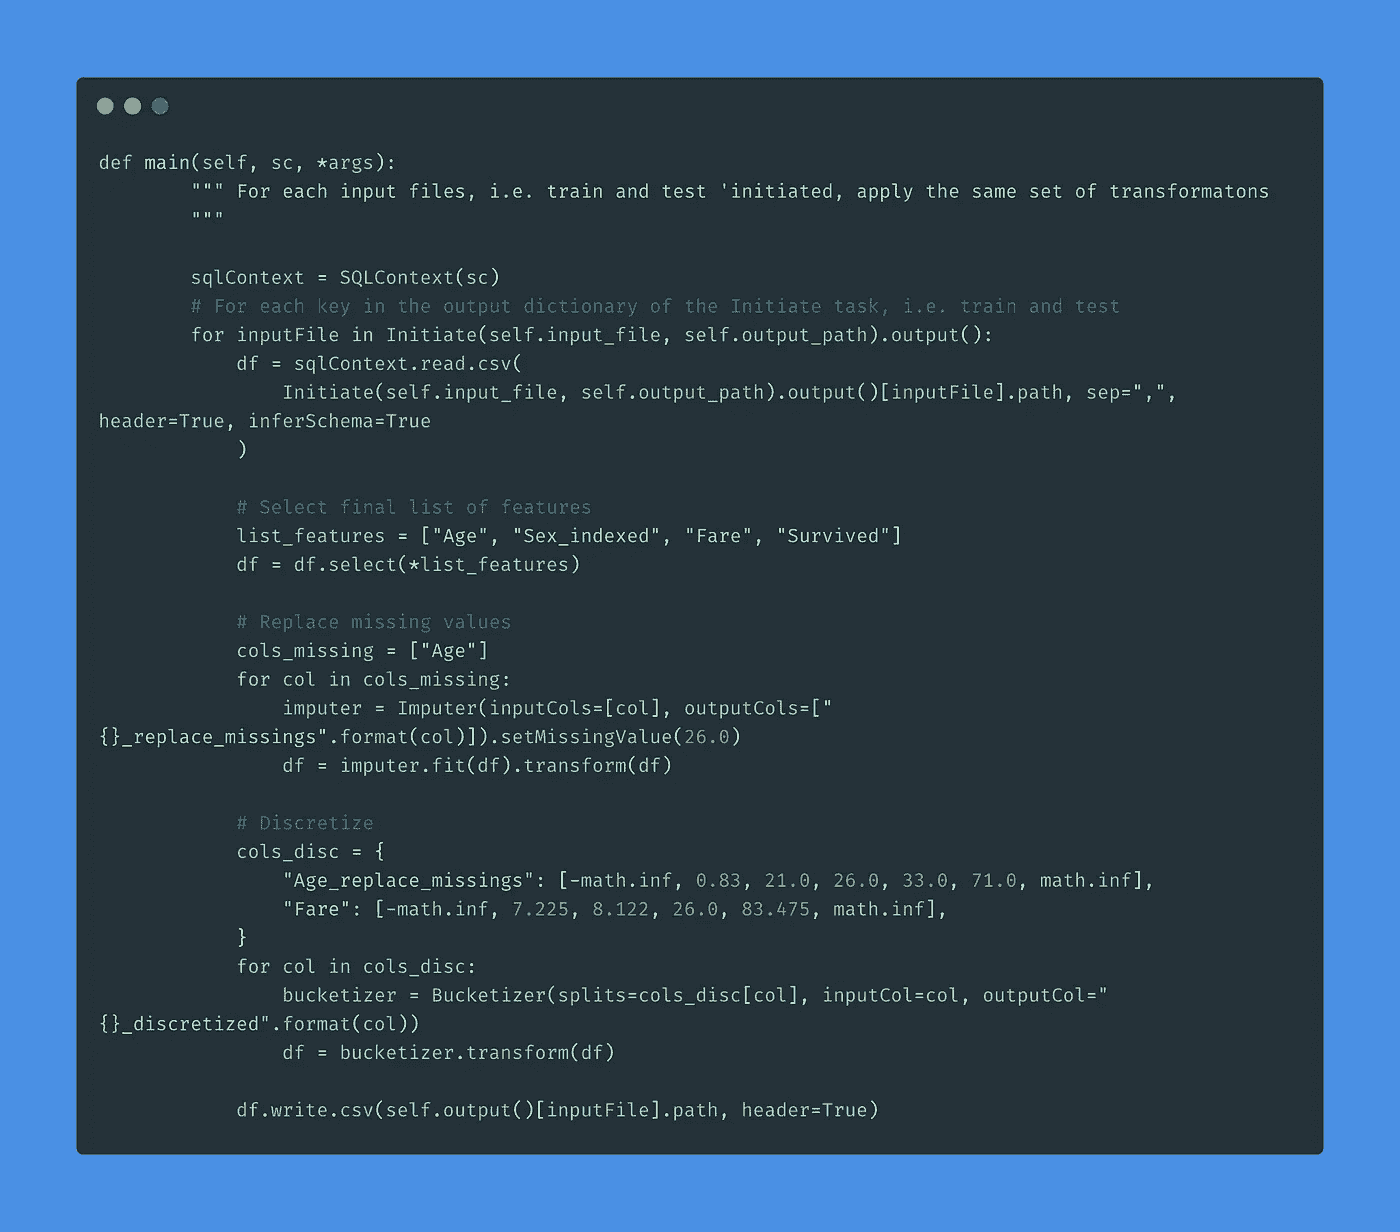 def main(self, sc, *args):
""" For each input files, i.e. train and test 'initiated, apply the same set of transformatons
"""
sqlContext = SQLContext(sc)
# For each key in the output dictionary of the Initiate task, i.e. train and test
for inputFile in Initiate(self.input_file, self.output_path).output():
df = sqlContext.read.csv(
Initiate(self.input_file, self.output_path).output()[inputFile].path, sep=",",
header=True, inferSchema=True
)
# Select final list of features
list_features = ["Age", "Sex_indexed", "Fare", "Survived"]
df = df.select(*list_features)
# Replace missing values
cols_missing = ["Age"]
for col in cols_missing:
imputer = Imputer(inputCols=[col], outputCols=["
{}_replace_missings".format(col)]).setMissingValue(26.0)
df = imputer.fit(df).transform(df)
# Discretize
cols_disc = {
"Age_replace_missings": [-math.inf, 0.83, 21.0, 26.0, 33.0, 71.0, math.inf],
"Fare": [-math.inf, 7.225, 8.122, 26.0, 83.475, math.inf],
}
for col in cols_disc:
bucketizer = Bucketizer(splits=cols_disc[col], inputCol=col, outputCol="
{}_discretized".format(col))
df = bucketizer.transform(df)
df.write.csv(self.output()[inputFile].path, header=True)